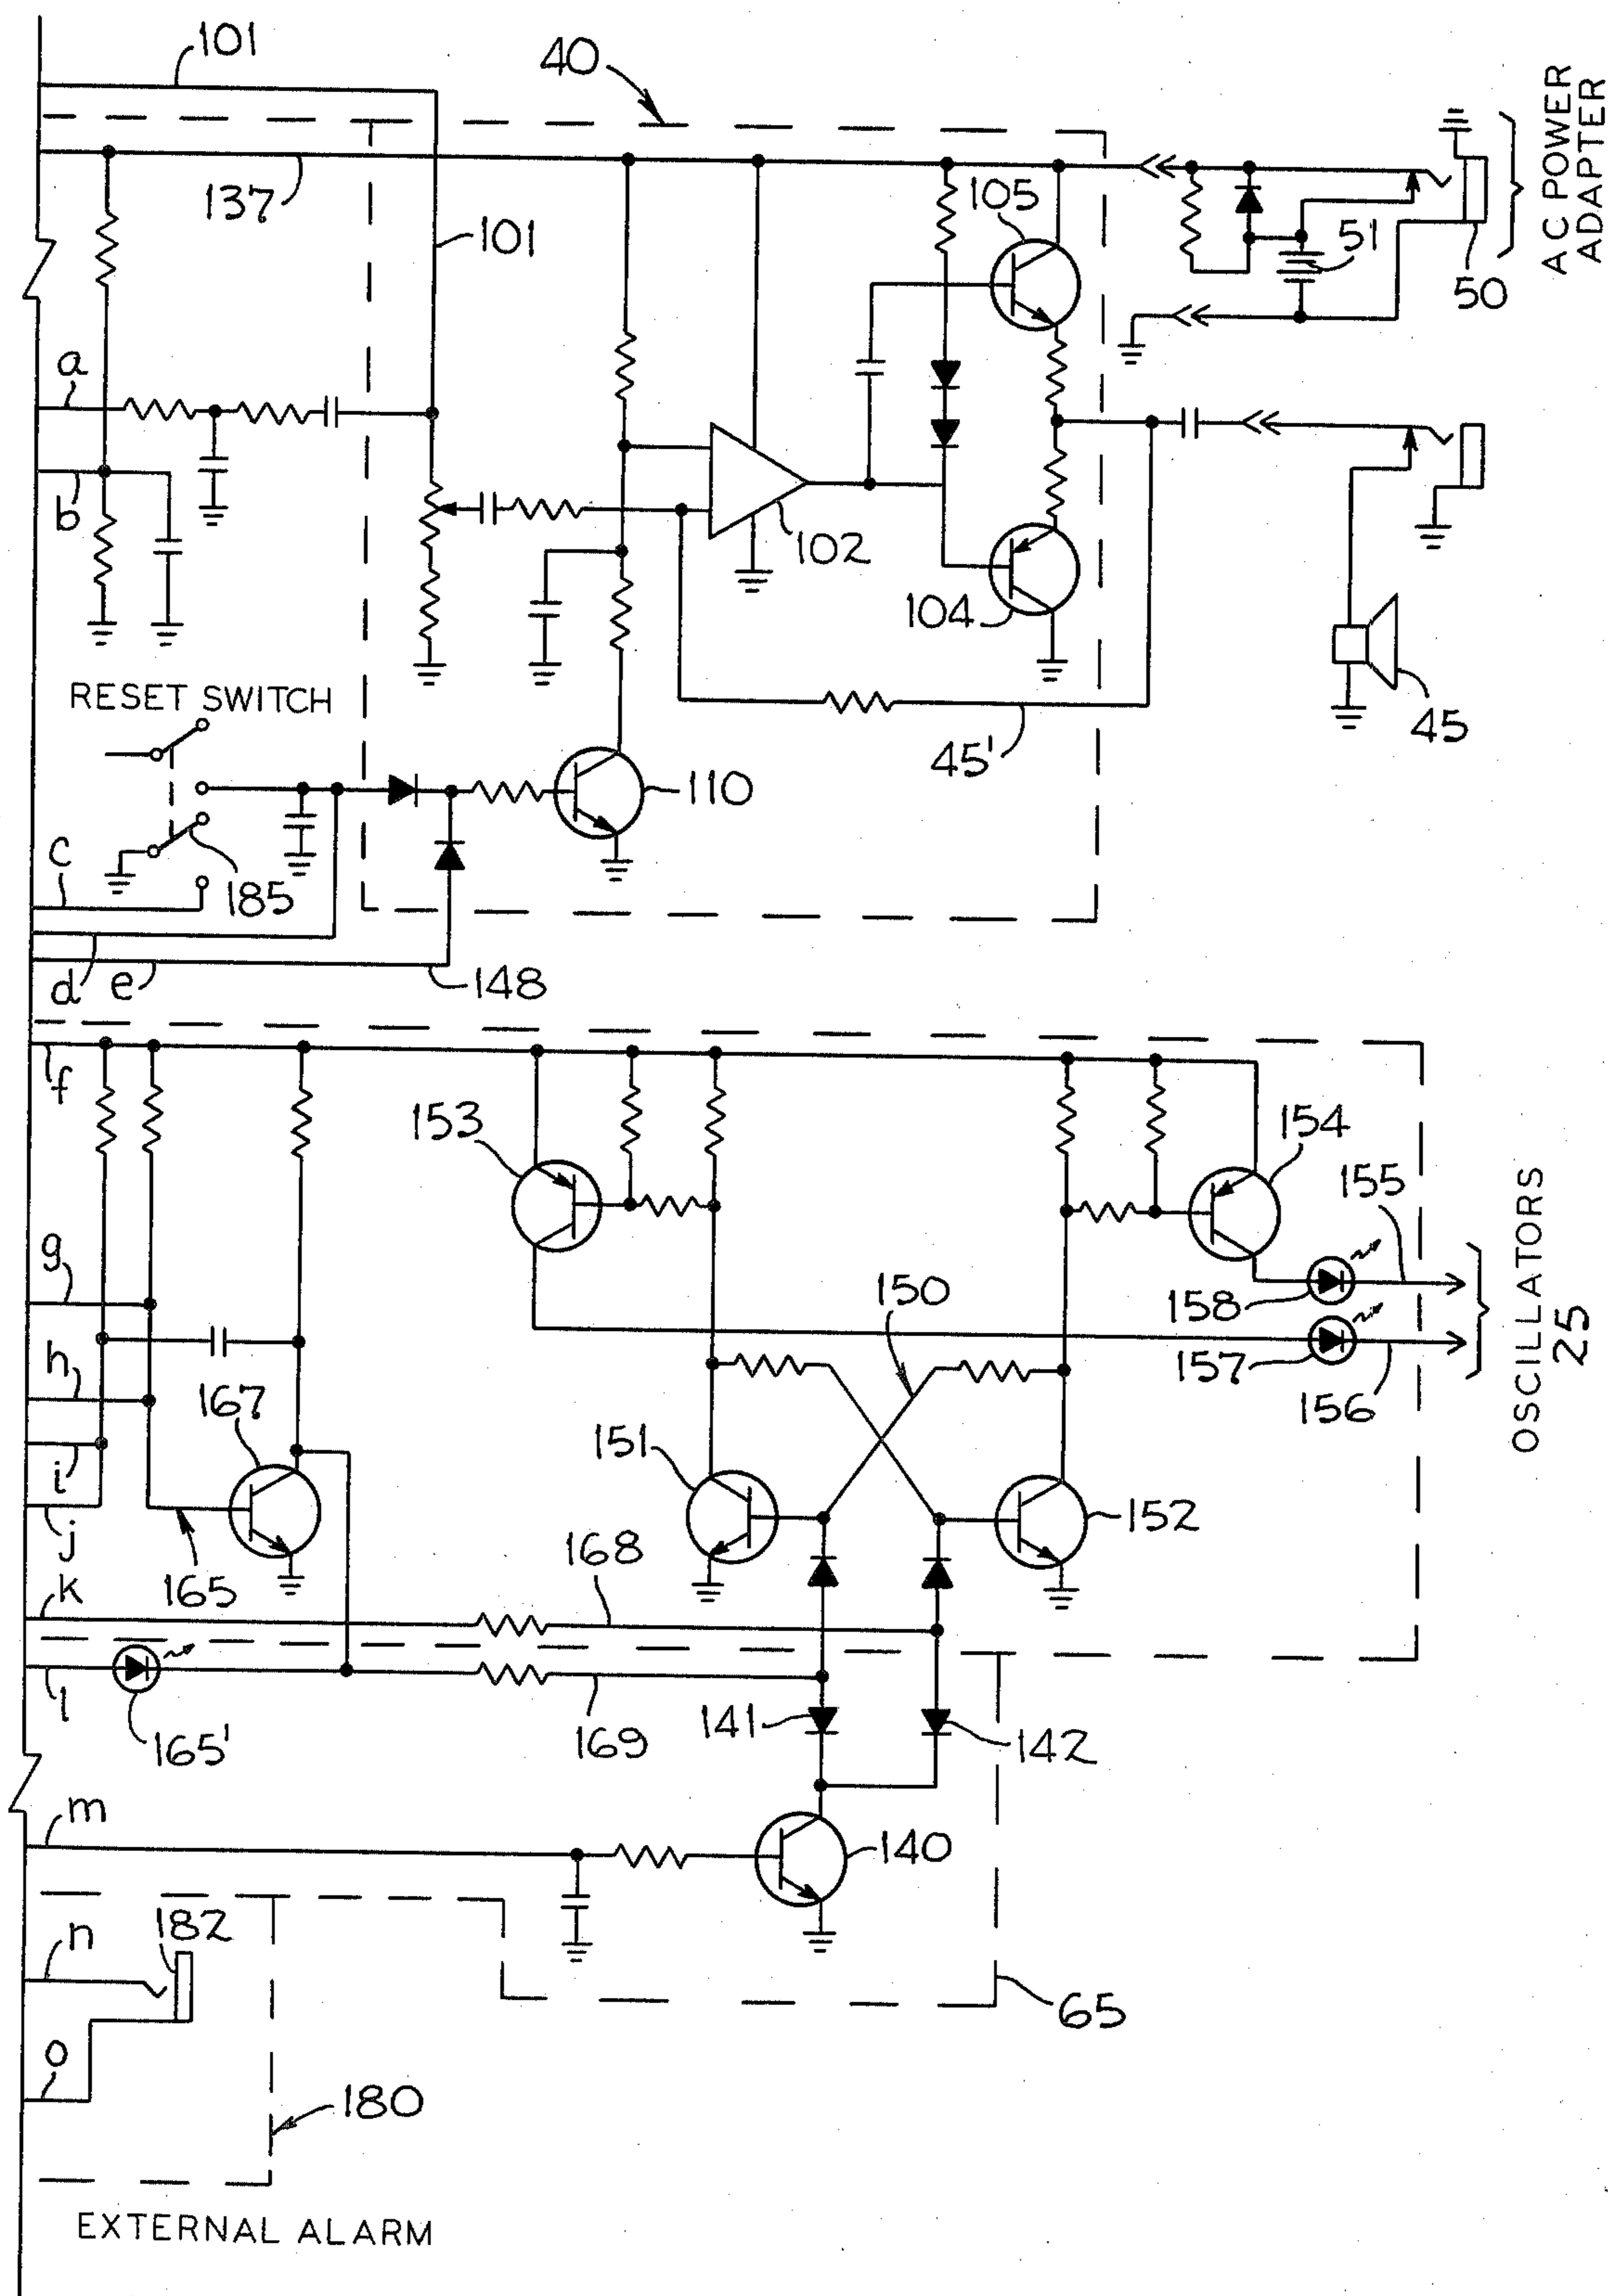 101
40
A C POWER
ADAPTER
137
101
105
51
50
a
b
102
104
RESET SWITCH
45'
45
110
c
185
d
e
148
f
153
154
155
OSCILLATORS
25
g
150
158
157
156
h
167
151
152
i
j
165
168
k
l
165'
169
141
142
m
140
n
182
65
o
180
EXTERNAL ALARM